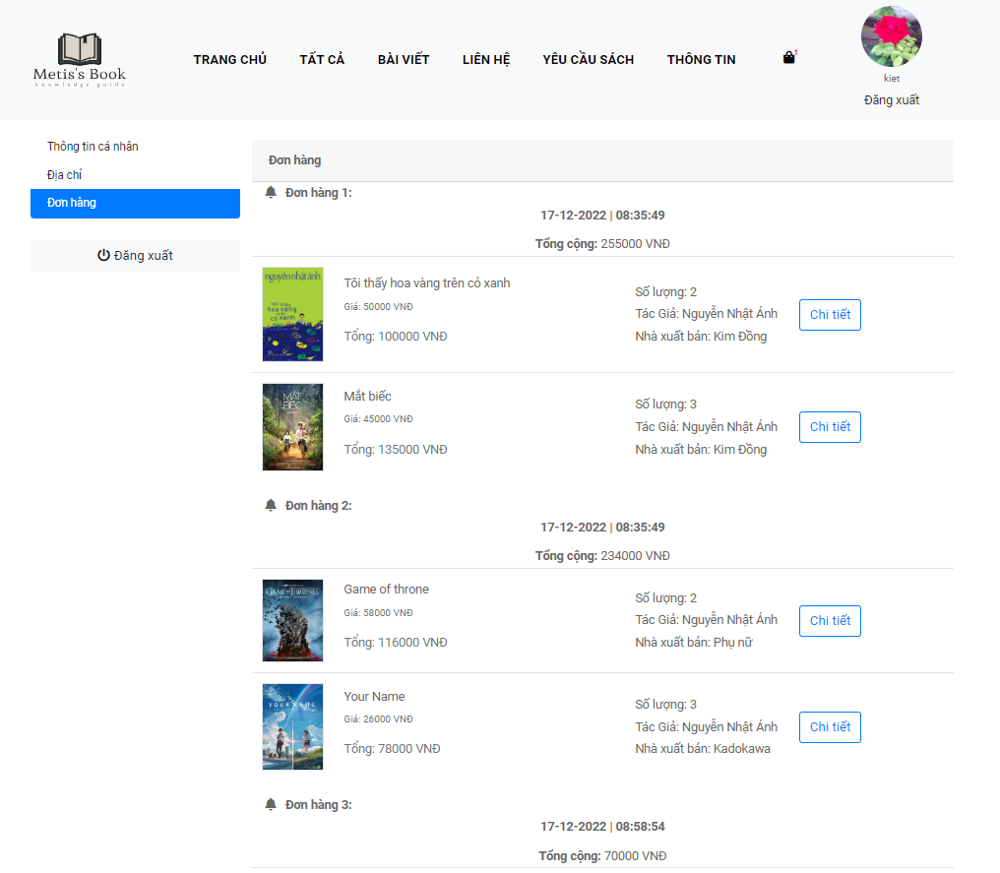 Metis's Book
knowledge guide
TRANG CHỦ
TẤT CẢ
BÀI VIẾT
LIÊN HỆ
YÊU CẦU SÁCH
THÔNG TIN
kiet
Đăng xuất
Thông tin cá nhân
Địa chỉ
Đơn hàng
Đăng xuất
Đơn hàng
Đơn hàng 1:
17-12-2022 | 08:35:49
Tổng cộng: 255000 VNĐ
nguyễn nhật ánh
Tôi thấy hoa vàng trên cỏ xanh
Giá: 50000 VNĐ
Tổng: 100000 VNĐ
Số lượng: 2
Tác Giả: Nguyễn Nhật Ánh
Nhà xuất bản: Kim Đồng
Chi tiết
MẮT
BIẾC
Mắt biếc
Giá: 45000 VNĐ
Tổng: 135000 VNĐ
Số lượng: 3
Tác Giả: Nguyễn Nhật Ánh
Nhà xuất bản: Kim Đồng
Chi tiết
Đơn hàng 2:
17-12-2022 | 08:35:49
Tổng cộng: 234000 VNĐ
GAME OF THRONES
Game of throne
Giá: 58000 VNĐ
Tổng: 116000 VNĐ
Số lượng: 2
Tác Giả: Nguyễn Nhật Ánh
Nhà xuất bản: Phụ nữ
Chi tiết
YOUR NAME
Your Name
Giá: 26000 VNĐ
Tổng: 78000 VNĐ
Số lượng: 3
Tác Giả: Nguyễn Nhật Ánh
Nhà xuất bản: Kadokawa
Chi tiết
Đơn hàng 3:
17-12-2022 | 08:58:54
Tổng cộng: 70000 VNĐ